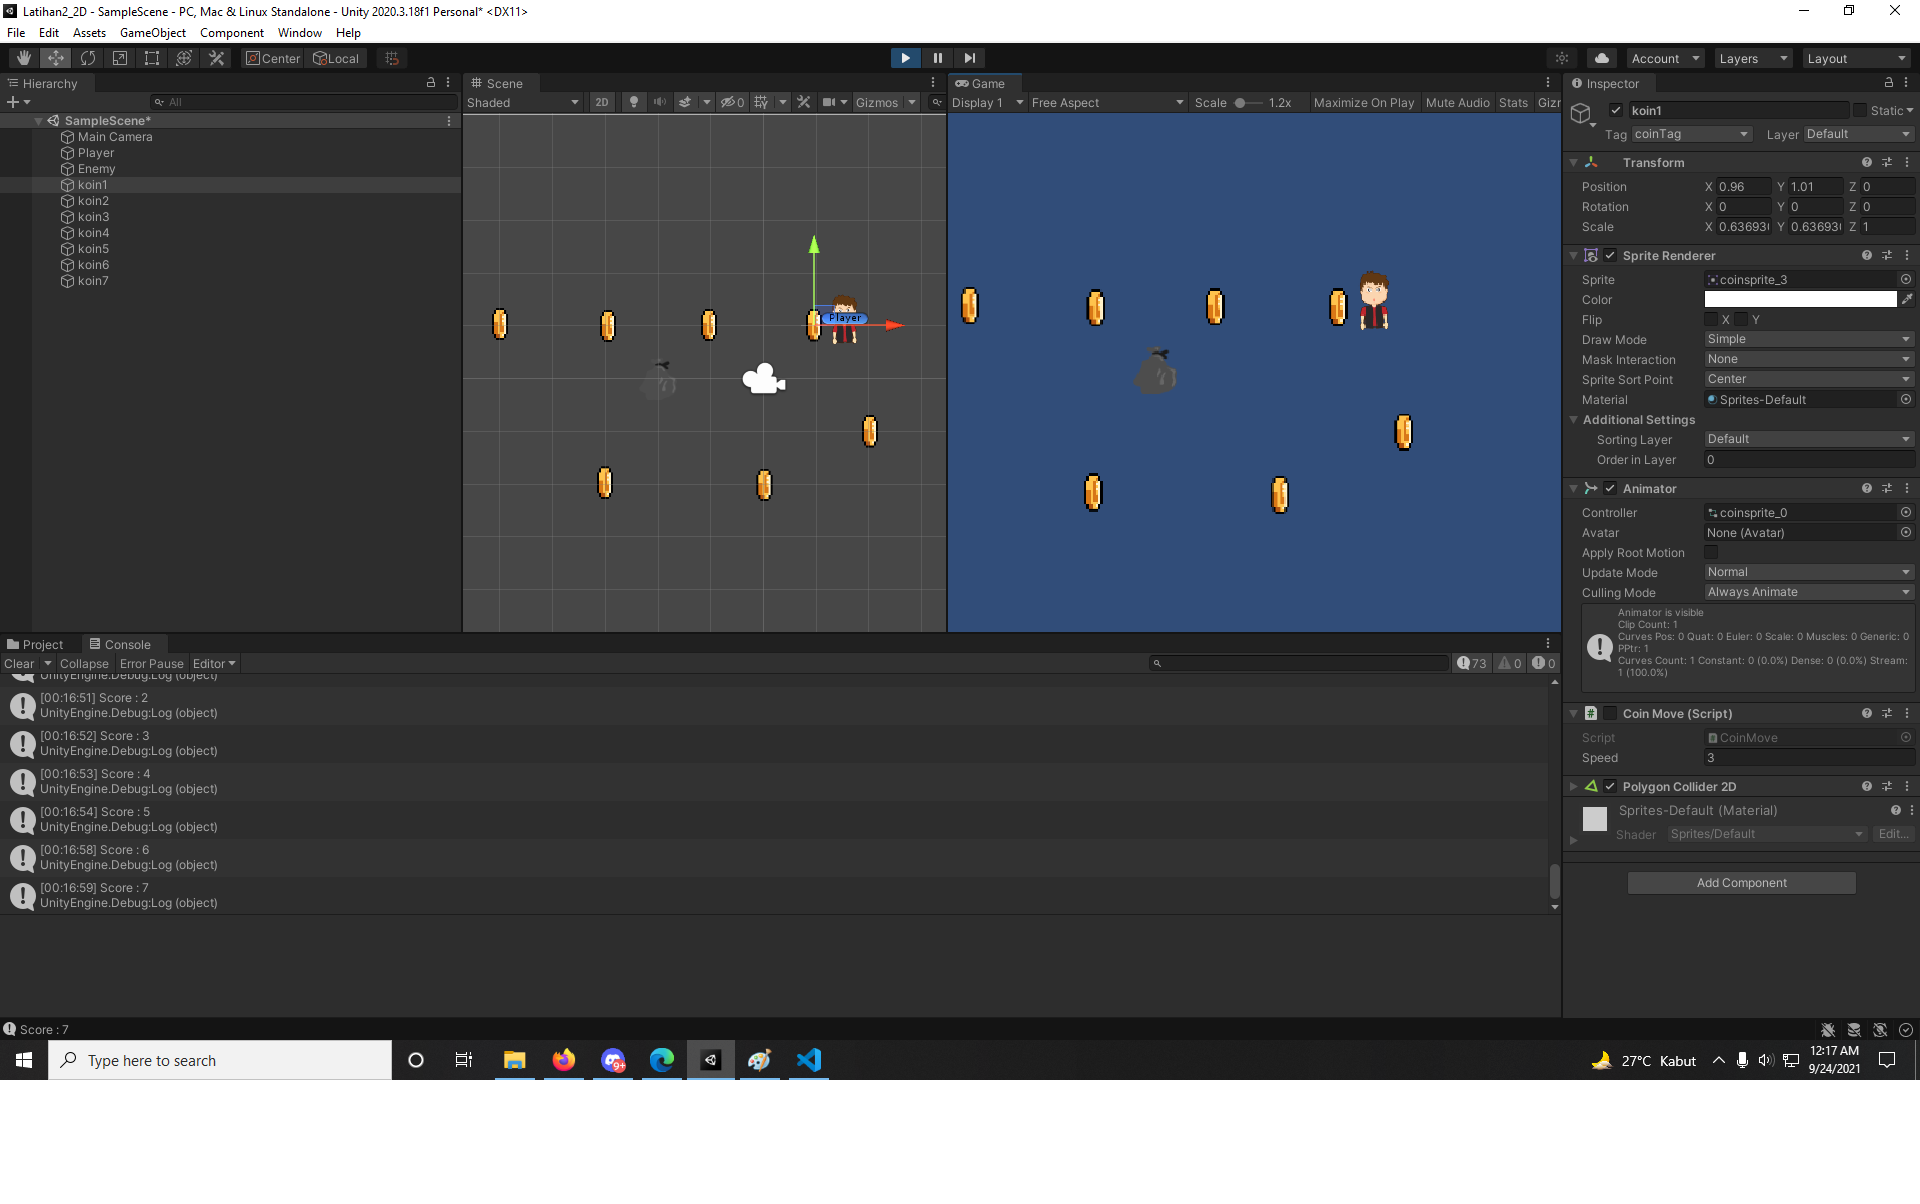 Latihan2_2D - SampleScene - PC, Mac & Linux Standalone - Unity 2020.3.18f1 Personal* <DX11>
File Edit Assets GameObject Component Window Help
Center Local Account Layers Layout
Hierarchy
All
SampleScene*
Main Camera
Player
Enemy
koin1
koin2
koin3
koin4
koin5
koin6
koin7
Scene
Shaded 2D 0 Gizmos
Player
Game
Display 1 Free Aspect Scale 1.2x Maximize On Play Mute Audio Stats Giz
Inspector
koin1 Static
Tag coinTag Layer Default
Transform
Position X 0.96 Y 1.01 Z 0
Rotation X 0 Y 0 Z 0
Scale X 0.63693 Y 0.63693 Z 1
Sprite Renderer
Sprite coinsprite_3
Color
Flip X Y
Draw Mode Simple
Mask Interaction None
Sprite Sort Point Center
Material Sprites-Default
Additional Settings
Sorting Layer Default
Order in Layer 0
Animator
Controller coinsprite_0
Avatar None (Avatar)
Apply Root Motion
Update Mode Normal
Culling Mode Always Animate
Animator is visible
Clip Count: 1
Curves Pos: 0 Quat: 0 Euler: 0 Scale: 0 Muscles: 0 Generic: 0
PPtr: 1
Curves Count: 1 Constant: 0 (0.0%) Dense: 0 (0.0%) Stream:
1 (100.0%)
Coin Move (Script)
Script CoinMove
Speed 3
Polygon Collider 2D
Sprites-Default (Material)
Shader Sprites/Default Edit...
Add Component
Project Console
Clear Collapse Error Pause Editor 73 0 0
UnityEngine.Debug:Log (object)
[00:16:51] Score : 2
UnityEngine.Debug:Log (object)
[00:16:52] Score : 3
UnityEngine.Debug:Log (object)
[00:16:53] Score : 4
UnityEngine.Debug:Log (object)
[00:16:54] Score : 5
UnityEngine.Debug:Log (object)
[00:16:58] Score : 6
UnityEngine.Debug:Log (object)
[00:16:59] Score : 7
UnityEngine.Debug:Log (object)
Score : 7
Type here to search
9+
27°C Kabut
12:17 AM
9/24/2021